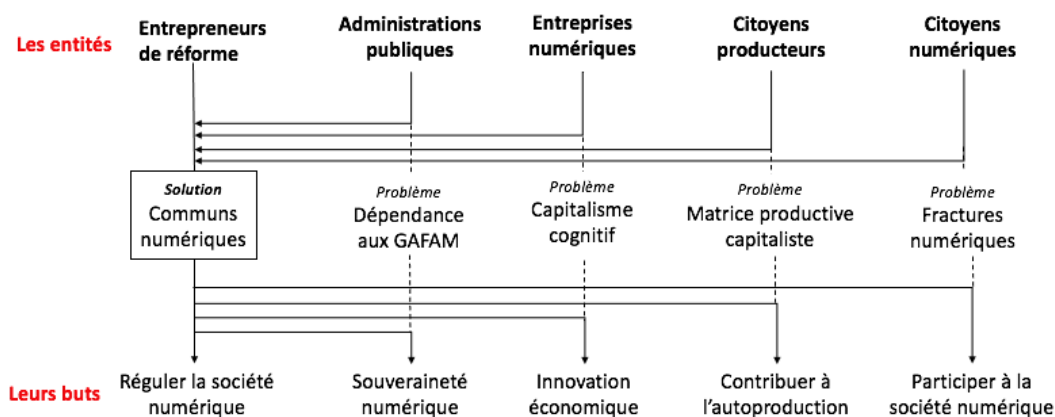 Les entités
Entrepreneurs
de réforme
Administrations
publiques
Entreprises
numériques
Citoyens
producteurs
Citoyens
numériques
Solution
Communs
numériques
Problème
Dépendance
aux GAFAM
Problème
Capitalisme
cognitif
Problème
Matrice productive
capitaliste
Problème
Fractures
numériques
Leurs buts
Réguler la société
numérique
Souveraineté
numérique
Innovation
économique
Contribuer à
l'autoproduction
Participer à la
société numérique